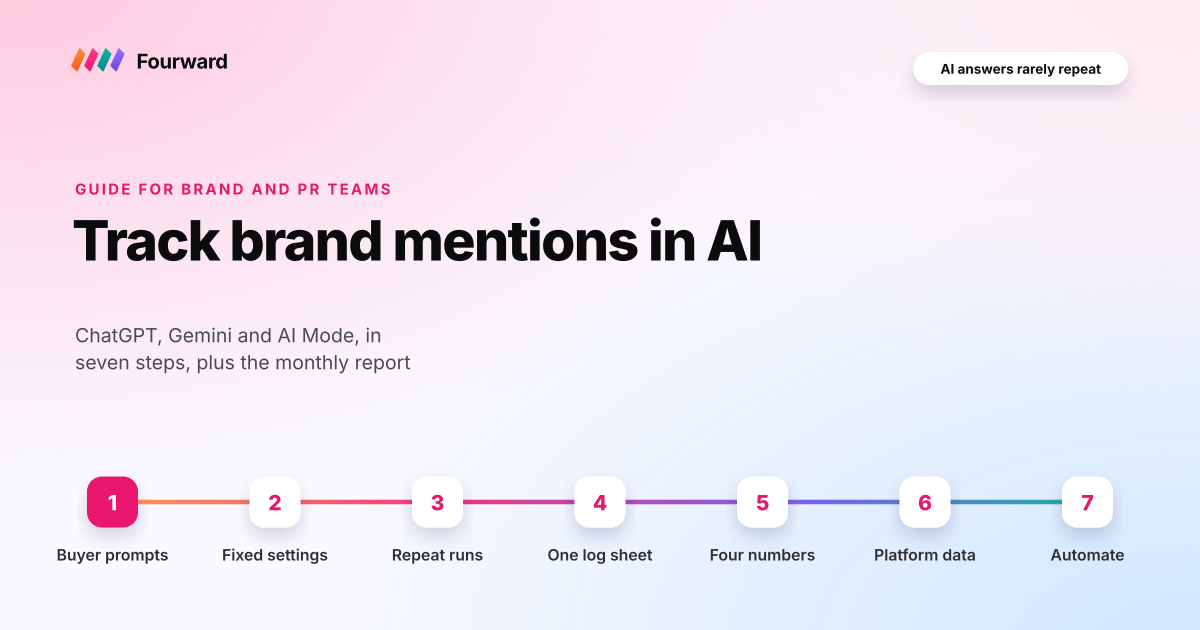 Fourward
AI answers rarely repeat
GUIDE FOR BRAND AND PR TEAMS
Track brand mentions in AI
ChatGPT, Gemini and AI Mode, in
seven steps, plus the monthly report
1
2
3
4
5
6
7
Buyer prompts
Fixed settings
Repeat runs
One log sheet
Four numbers
Platform data
Automate